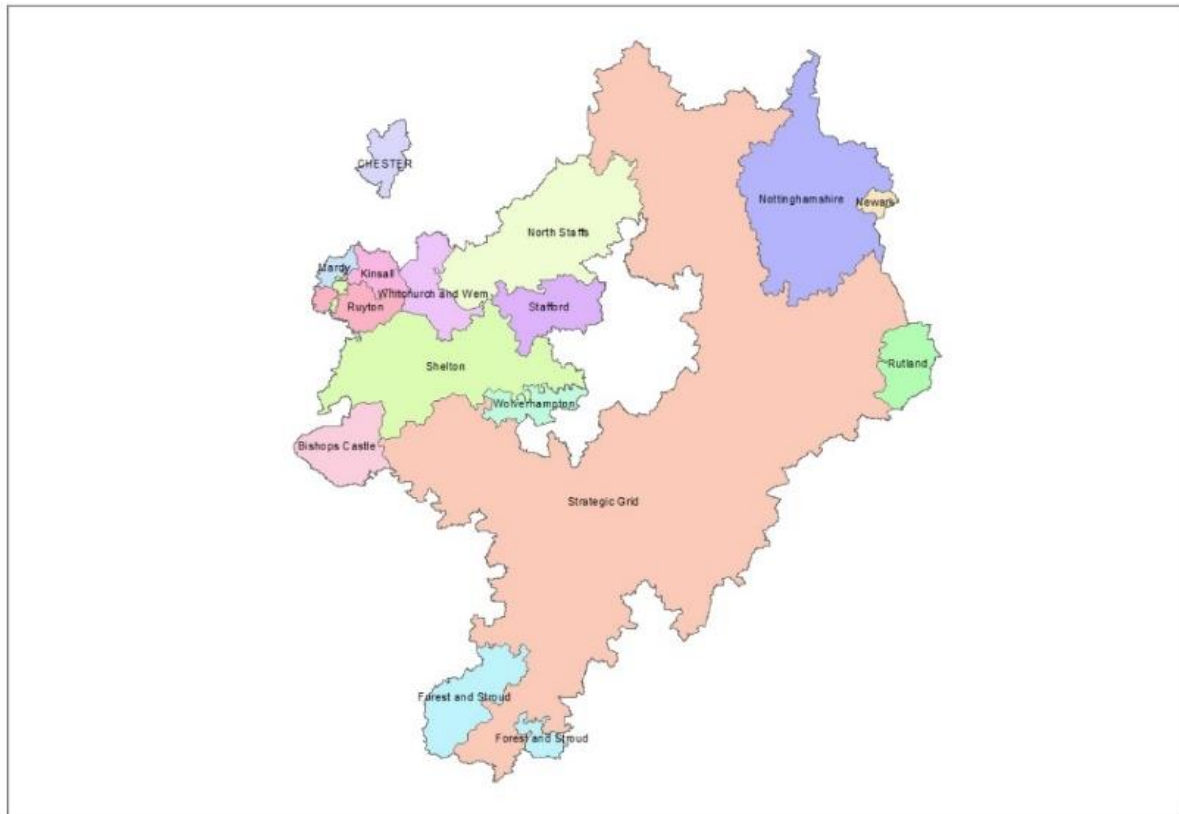 CHESTER
Nottinghamshire
Newark
North Staffs
Mardy
Kinsall
Whitchurch and Wem
Ruyton
Stafford
Shelton
Rutland
Wolverhampton
Bishops Castle
Strategic Grid
Forest and Stroud
Forest and Stroud